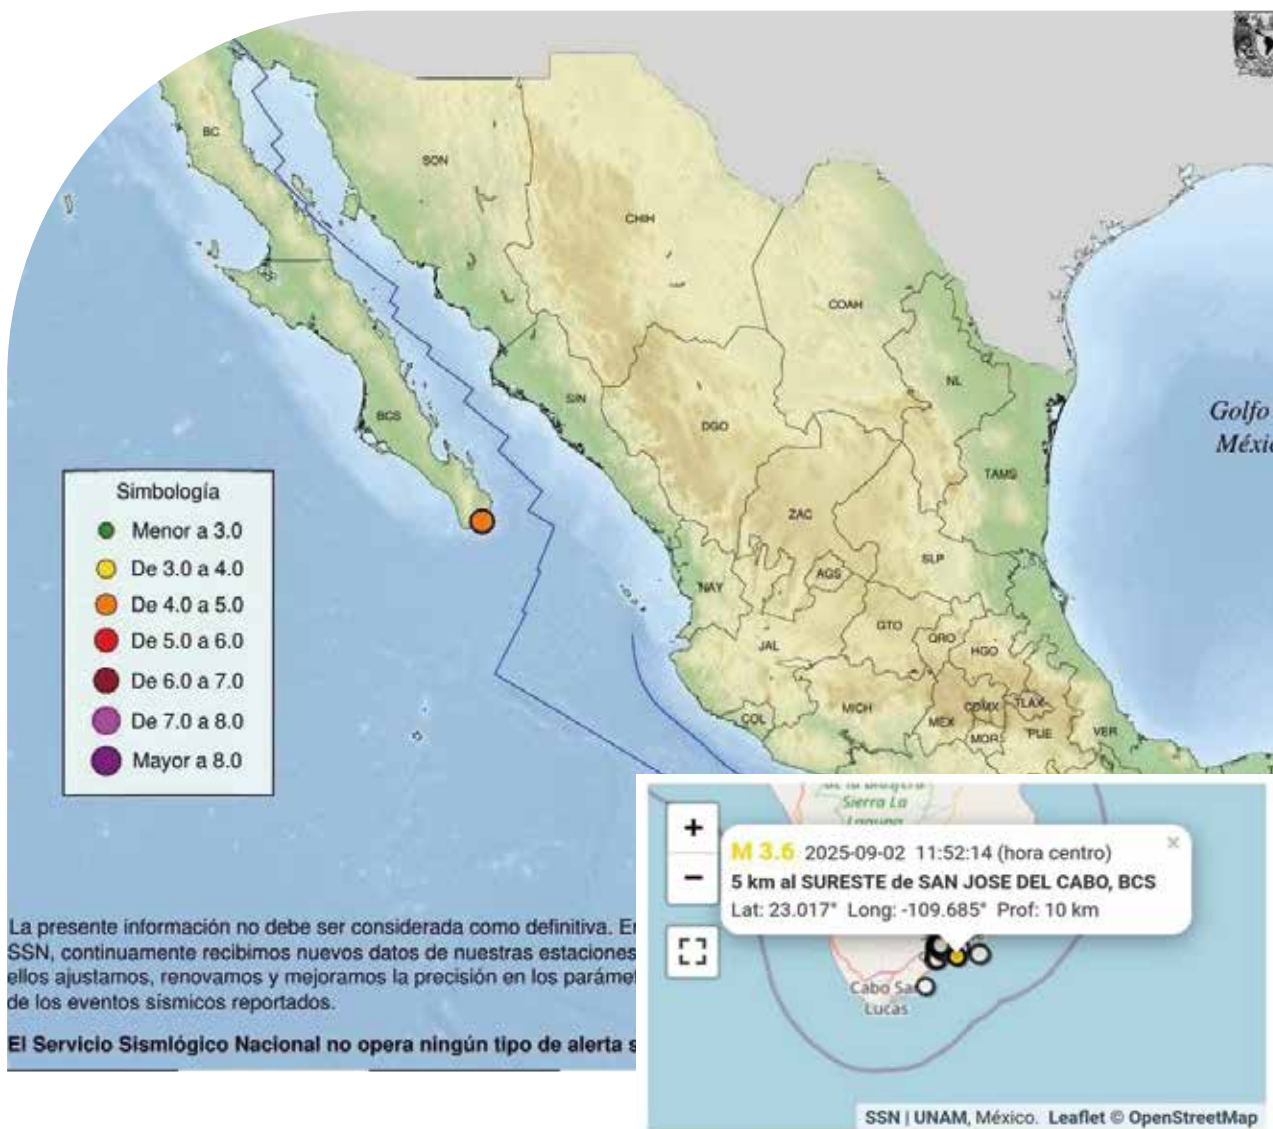 BC
SON
CHIH
COAH
NL
SIN
BCS
DGO
TAMS
ZAC
SLP
NAY
AGS
GTO
QRO
HGO
JAL
COL
MICH
MEX
CDMX
TLAX
MOR
PUE
VER
Golfo
Méxi
Simbología
Menor a 3.0
De 3.0 a 4.0
De 4.0 a 5.0
De 5.0 a 6.0
De 6.0 a 7.0
De 7.0 a 8.0
Mayor a 8.0
La presente información no debe ser considerada como definitiva. En
SSN, continuamente recibimos nuevos datos de nuestras estaciones
ellos ajustamos, renovamos y mejoramos la precisión en los paráme
de los eventos sísmicos reportados.
El Servicio Sismlógico Nacional no opera ningún tipo de alerta s
+
−
Sierra La
Laguna
M 3.6 2025-09-02 11:52:14 (hora centro)
×
5 km al SURESTE de SAN JOSE DEL CABO, BCS
Lat: 23.017° Long: -109.685° Prof: 10 km
Cabo Sa
Lucas
SSN | UNAM, México. Leaflet © OpenStreetMap